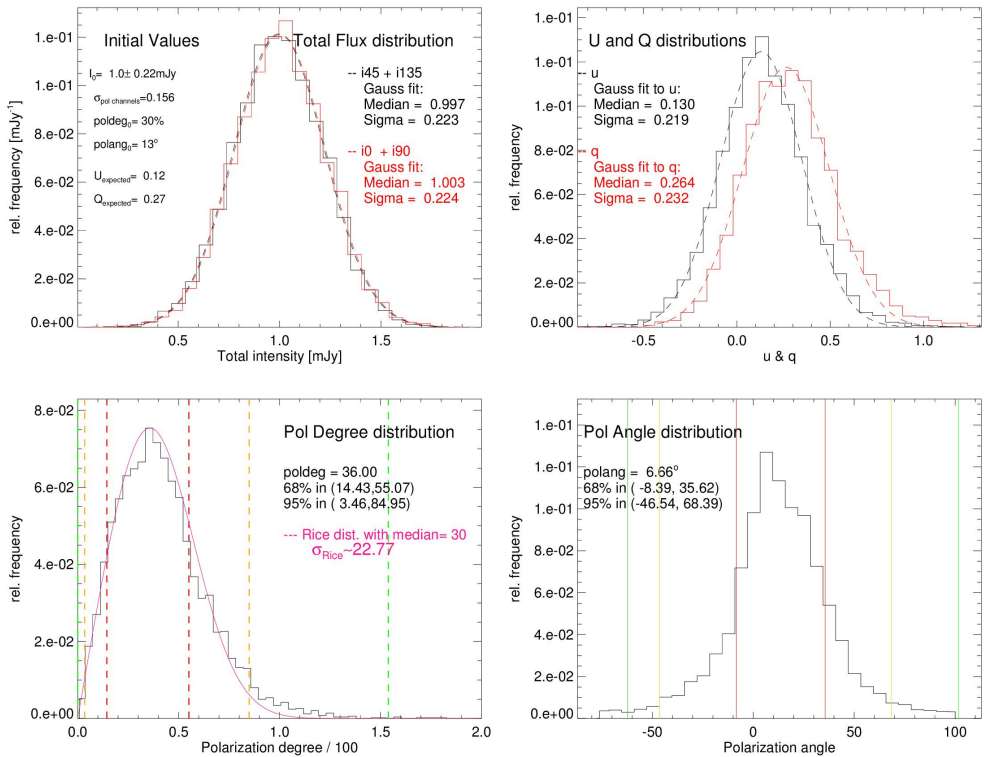 Initial Values
I0= 1.0± 0.22mJy
σpol channels=0.156
poldeg0= 30%
polang0= 13°
Uexpected= 0.12
Qexpected= 0.27
Total Flux distribution
-- i45 + i135
Gauss fit:
Median = 0.997
Sigma = 0.223
-- i0 + i90
Gauss fit:
Median = 1.003
Sigma = 0.224
rel. frequency [mJy-1]
1.e-01
1.e-01
8.e-02
6.e-02
4.e-02
2.e-02
0.e+00
0.5 1.0 1.5
Total intensity [mJy]
U and Q distributions
-- u
Gauss fit to u:
Median = 0.130
Sigma = 0.219
-- q
Gauss fit to q:
Median = 0.264
Sigma = 0.232
rel. frequency
1.e-01
1.e-01
1.e-01
8.e-02
6.e-02
4.e-02
2.e-02
0.e+00
-0.5 0.0 0.5 1.0
u & q
Pol Degree distribution
poldeg = 36.00
68% in (14.43,55.07)
95% in ( 3.46,84.95)
--- Rice dist. with median= 30
σRice~22.77
rel. frequency
8.e-02
6.e-02
4.e-02
2.e-02
0.e+00
0.0 0.5 1.0 1.5 2.0
Polarization degree / 100
Pol Angle distribution
polang = 6.66°
68% in ( -8.39, 35.62)
95% in (-46.54, 68.39)
rel. frequency
1.e-01
1.e-01
1.e-01
8.e-02
6.e-02
4.e-02
2.e-02
0.e+00
-50 0 50 100
Polarization angle